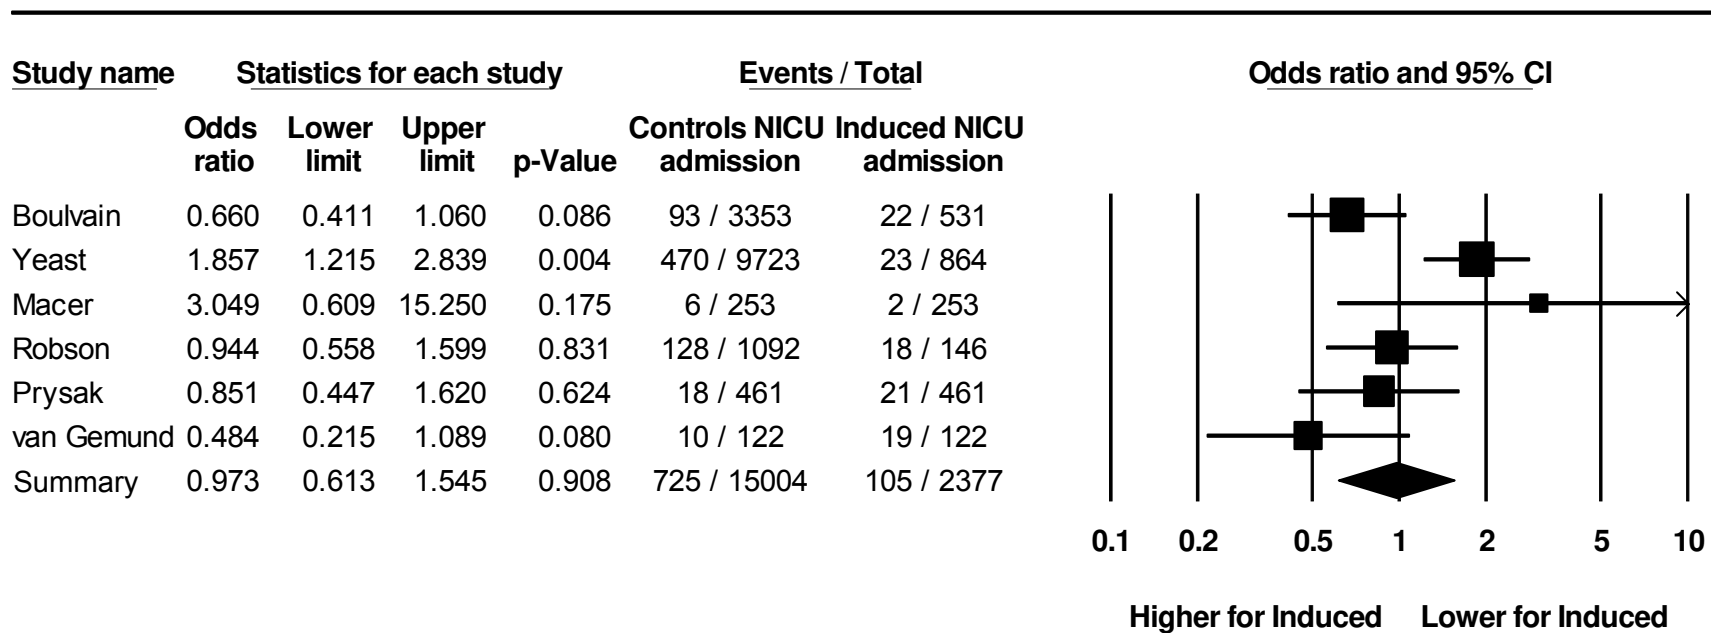 Study name Statistics for each study Events / Total Odds ratio and 95% CI
Odds Lower Upper Controls NICU Induced NICU
ratio limit limit p-Value admission admission
Boulvain 0.660 0.411 1.060 0.086 93 / 3353 22 / 531
Yeast 1.857 1.215 2.839 0.004 470 / 9723 23 / 864
Macer 3.049 0.609 15.250 0.175 6 / 253 2 / 253
Robson 0.944 0.558 1.599 0.831 128 / 1092 18 / 146
Prysak 0.851 0.447 1.620 0.624 18 / 461 21 / 461
van Gemund 0.484 0.215 1.089 0.080 10 / 122 19 / 122
Summary 0.973 0.613 1.545 0.908 725 / 15004 105 / 2377
0.1 0.2 0.5 1 2 5 10
Higher for Induced Lower for Induced